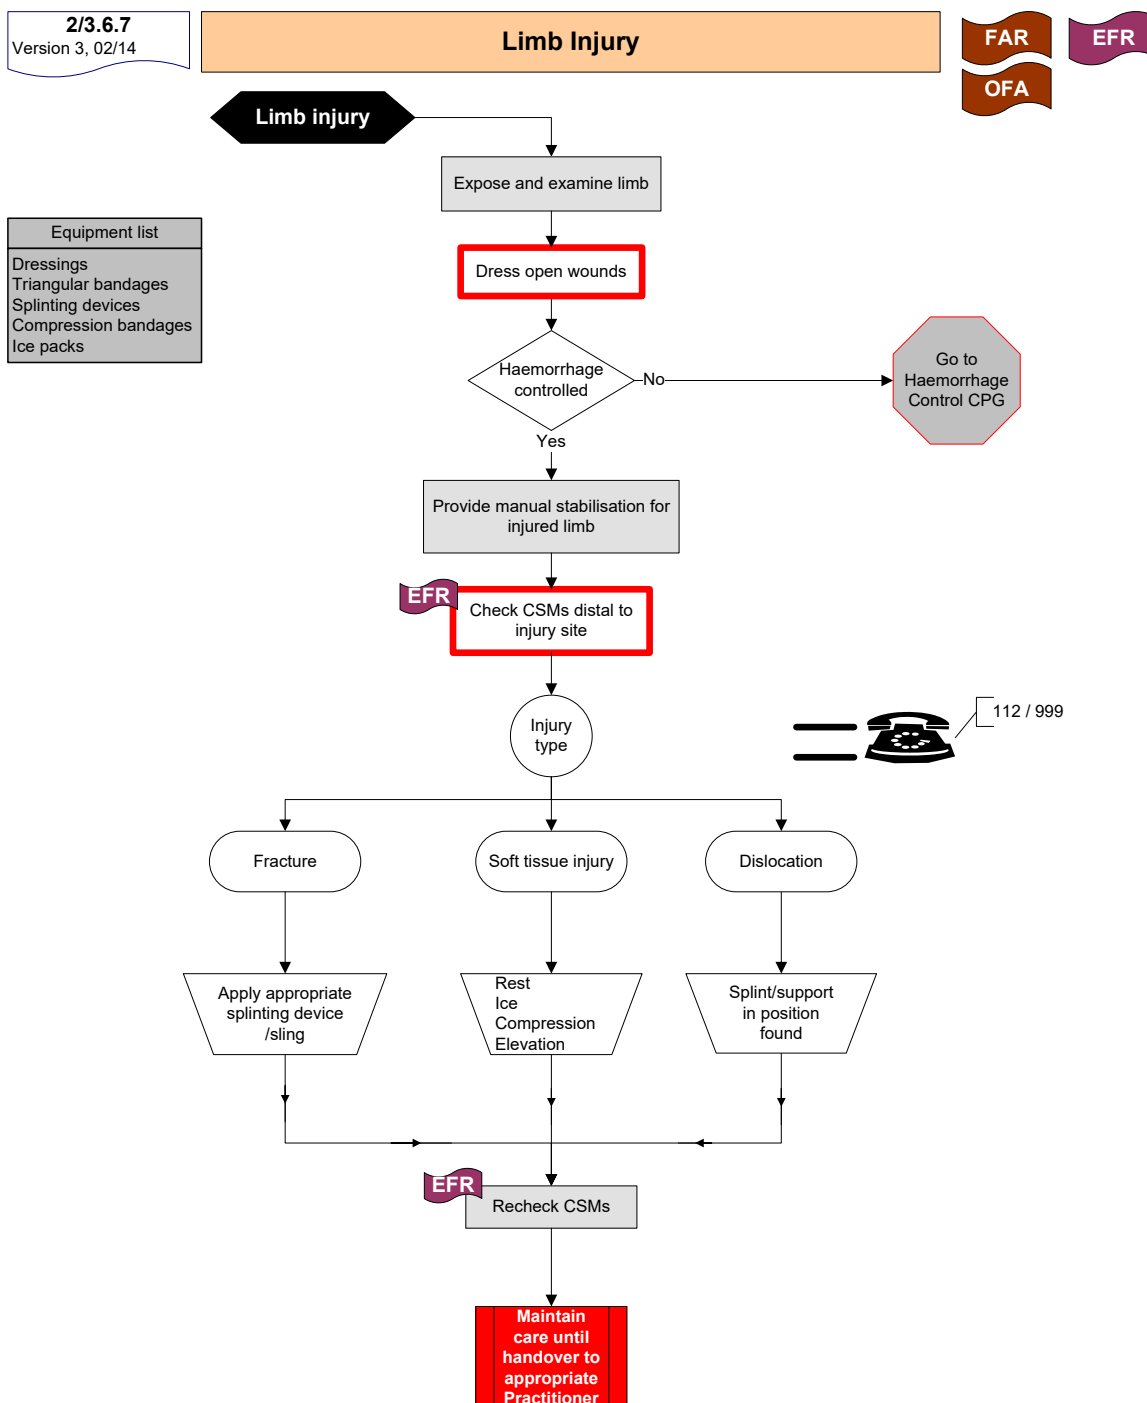 2/3.6.7
Version 3, 02/14
Limb Injury
FAR
EFR
OFA
Limb injury
Expose and examine limb
Equipment list
Dressings
Triangular bandages
Splinting devices
Compression bandages
Ice packs
Dress open wounds
Haemorrhage
controlled
No
Go to
Haemorrhage
Control CPG
Yes
Provide manual stabilisation for
injured limb
EFR
Check CSMs distal to
injury site
Injury
type
112 / 999
Fracture
Soft tissue injury
Dislocation
Apply appropriate
splinting device
/sling
Rest
Ice
Compression
Elevation
Splint/support
in position
found
EFR
Recheck CSMs
Maintain
care until
handover to
appropriate
Practitioner